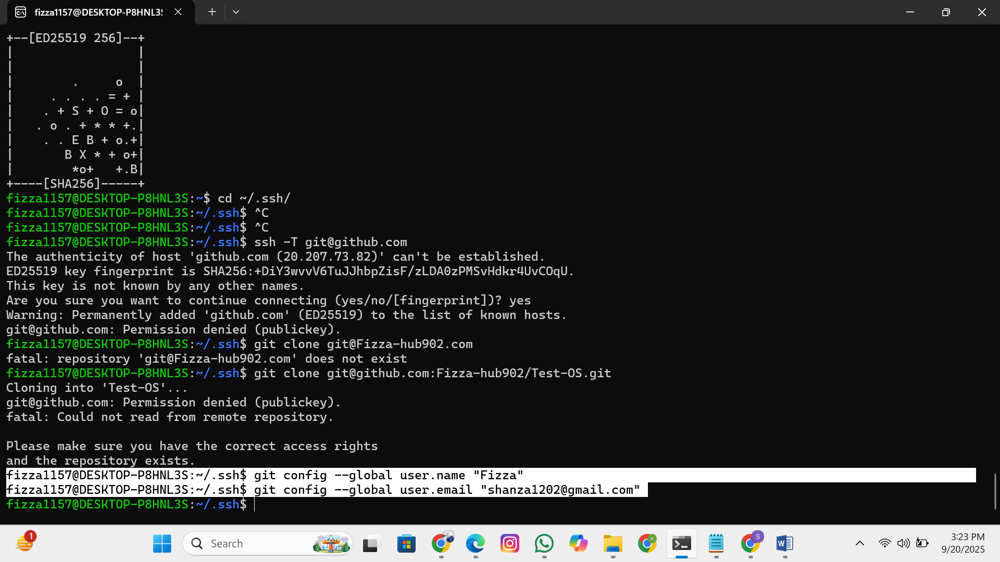 fizza1157@DESKTOP-P8HNL3S
+--[ED25519 256]--+
|                 |
|                 |
|        .     o  |
|     . . . . = + |
|    . + S + O = o|
|   . o . + * * +.|
|    . . E B + o.+|
|       B X * + o+|
|        *o+   +.B|
+----[SHA256]-----+
fizza1157@DESKTOP-P8HNL3S:~$ cd ~/.ssh/
fizza1157@DESKTOP-P8HNL3S:~/.ssh$ ^C
fizza1157@DESKTOP-P8HNL3S:~/.ssh$ ^C
fizza1157@DESKTOP-P8HNL3S:~/.ssh$ ssh -T git@github.com
The authenticity of host 'github.com (20.207.73.82)' can't be established.
ED25519 key fingerprint is SHA256:+DiY3wvvV6TuJJhbpZisF/zLDA0zPMSvHdkr4UvCOqU.
This key is not known by any other names.
Are you sure you want to continue connecting (yes/no/[fingerprint])? yes
Warning: Permanently added 'github.com' (ED25519) to the list of known hosts.
git@github.com: Permission denied (publickey).
fizza1157@DESKTOP-P8HNL3S:~/.ssh$ git clone git@Fizza-hub902.com
fatal: repository 'git@Fizza-hub902.com' does not exist
fizza1157@DESKTOP-P8HNL3S:~/.ssh$ git clone git@github.com:Fizza-hub902/Test-OS.git
Cloning into 'Test-OS'...
git@github.com: Permission denied (publickey).
fatal: Could not read from remote repository.

Please make sure you have the correct access rights
and the repository exists.
fizza1157@DESKTOP-P8HNL3S:~/.ssh$ git config --global user.name "Fizza"
fizza1157@DESKTOP-P8HNL3S:~/.ssh$ git config --global user.email "shanza1202@gmail.com"
fizza1157@DESKTOP-P8HNL3S:~/.ssh$
1
Search
S
S
W
3:23 PM
9/20/2025